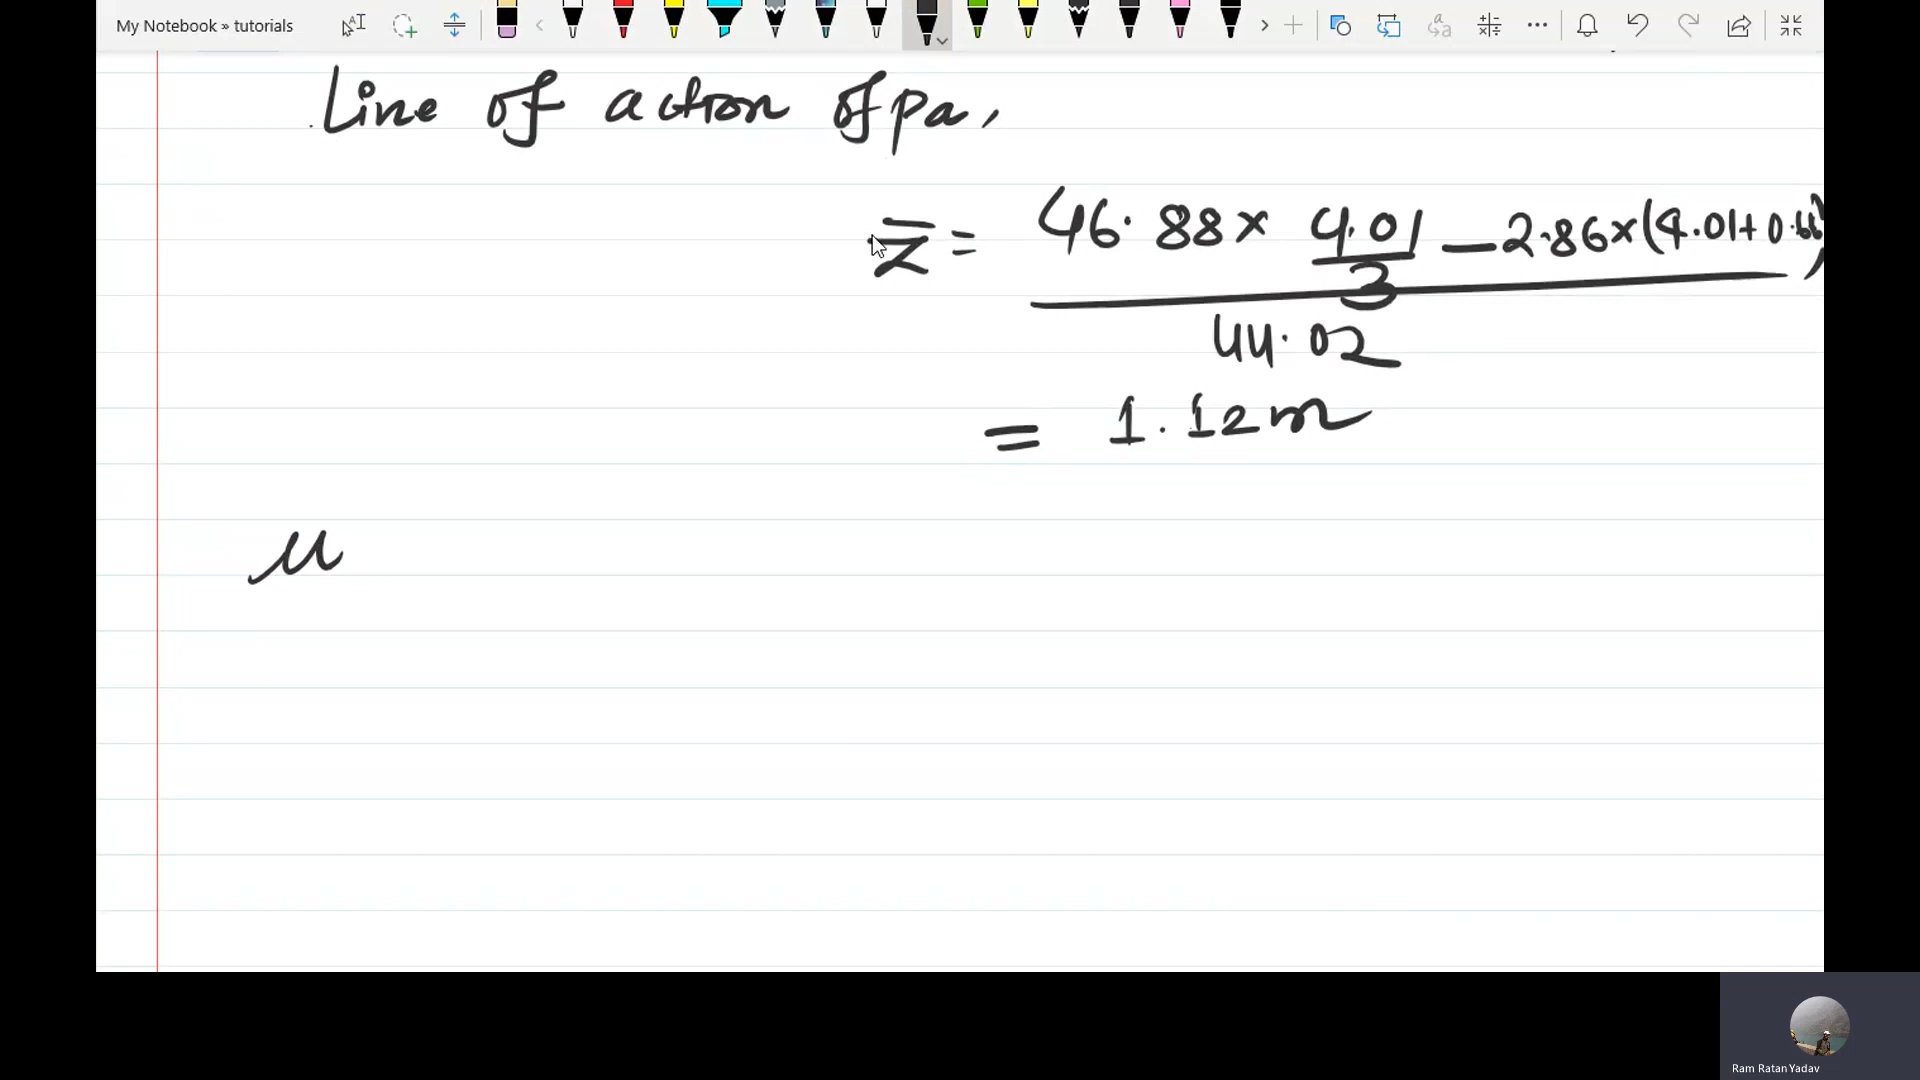 My Notebook » tutorials
Line of action of pa,
z̅ = (46.88 × 4.01/3 − 2.86 × (4.01 + 0.66)) / 44.02
= 1.12m
μ
Ram Ratan Yadav